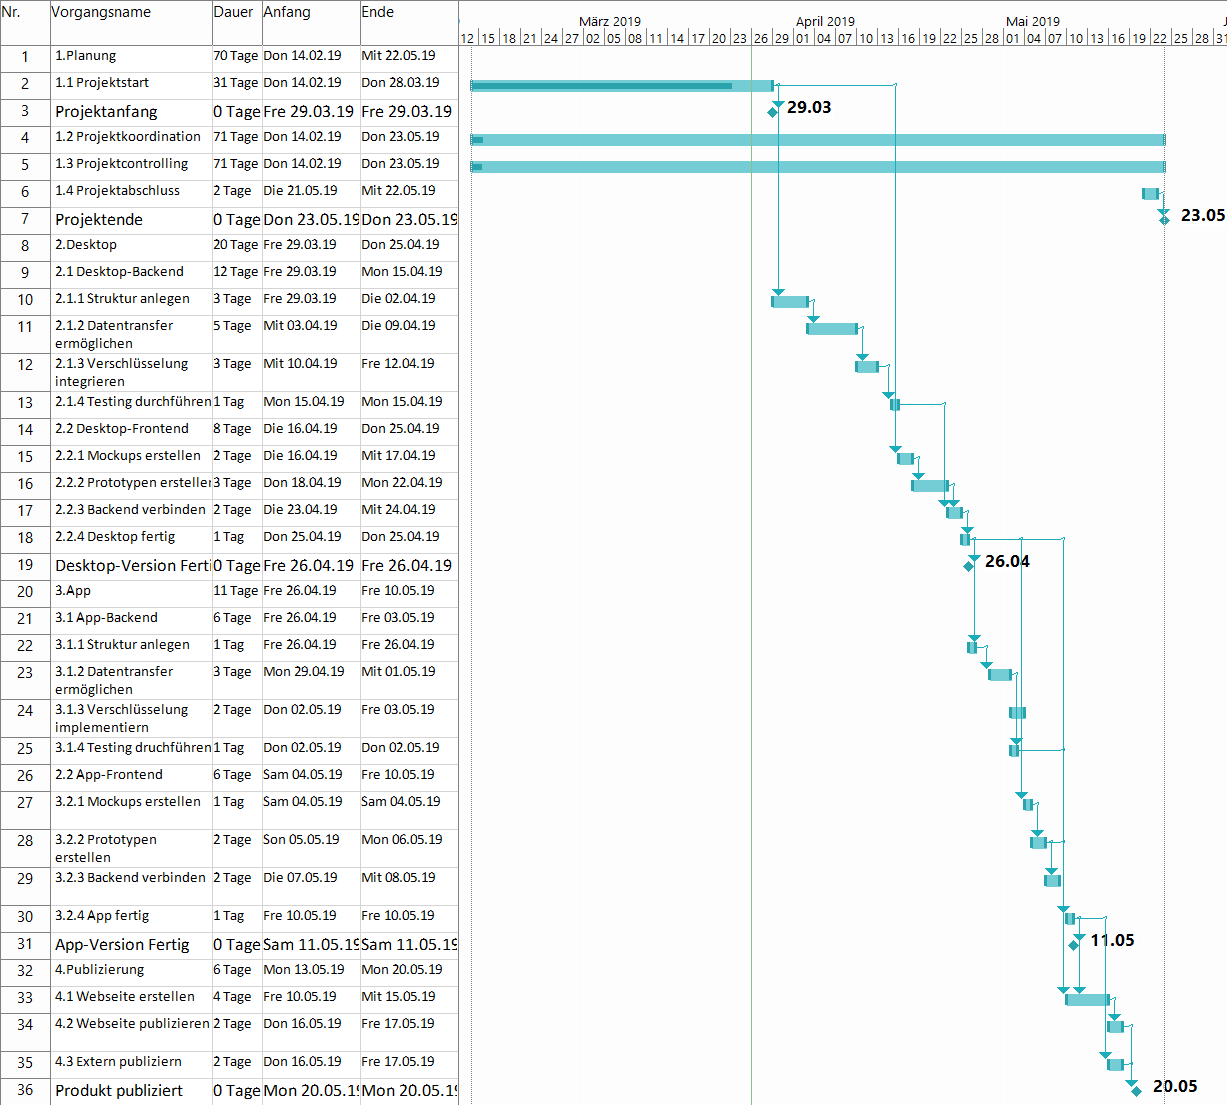 Nr. Vorgangsname Dauer Anfang Ende
März 2019 April 2019 Mai 2019 J
12 15 18 21 24 27 02 05 08 11 14 17 20 23 26 29 01 04 07 10 13 16 19 22 25 28 01 04 07 10 13 16 19 22 25 28 31
1 1.Planung 70 Tage Don 14.02.19 Mit 22.05.19
2 1.1 Projektstart 31 Tage Don 14.02.19 Don 28.03.19
3 Projektanfang 0 Tage Fre 29.03.19 Fre 29.03.19 29.03
4 1.2 Projektkoordination 71 Tage Don 14.02.19 Don 23.05.19
5 1.3 Projektcontrolling 71 Tage Don 14.02.19 Don 23.05.19
6 1.4 Projektabschluss 2 Tage Die 21.05.19 Mit 22.05.19
7 Projektende 0 Tage Don 23.05.19 Don 23.05.19 23.05
8 2.Desktop 20 Tage Fre 29.03.19 Don 25.04.19
9 2.1 Desktop-Backend 12 Tage Fre 29.03.19 Mon 15.04.19
10 2.1.1 Struktur anlegen 3 Tage Fre 29.03.19 Die 02.04.19
11 2.1.2 Datentransfer 5 Tage Mit 03.04.19 Die 09.04.19
ermöglichen
12 2.1.3 Verschlüsselung 3 Tage Mit 10.04.19 Fre 12.04.19
integrieren
13 2.1.4 Testing durchführen 1 Tag Mon 15.04.19 Mon 15.04.19
14 2.2 Desktop-Frontend 8 Tage Die 16.04.19 Don 25.04.19
15 2.2.1 Mockups erstellen 2 Tage Die 16.04.19 Mit 17.04.19
16 2.2.2 Prototypen ersteller 3 Tage Don 18.04.19 Mon 22.04.19
17 2.2.3 Backend verbinden 2 Tage Die 23.04.19 Mit 24.04.19
18 2.2.4 Desktop fertig 1 Tag Don 25.04.19 Don 25.04.19
19 Desktop-Version Ferti 0 Tage Fre 26.04.19 Fre 26.04.19 26.04
20 3.App 11 Tage Fre 26.04.19 Fre 10.05.19
21 3.1 App-Backend 6 Tage Fre 26.04.19 Fre 03.05.19
22 3.1.1 Struktur anlegen 1 Tag Fre 26.04.19 Fre 26.04.19
23 3.1.2 Datentransfer 3 Tage Mon 29.04.19 Mit 01.05.19
ermöglichen
24 3.1.3 Verschlüsselung 2 Tage Don 02.05.19 Fre 03.05.19
implementiern
25 3.1.4 Testing druchführen 1 Tag Don 02.05.19 Don 02.05.19
26 2.2 App-Frontend 6 Tage Sam 04.05.19 Fre 10.05.19
27 3.2.1 Mockups erstellen 1 Tag Sam 04.05.19 Sam 04.05.19
28 3.2.2 Prototypen 2 Tage Son 05.05.19 Mon 06.05.19
erstellen
29 3.2.3 Backend verbinden 2 Tage Die 07.05.19 Mit 08.05.19
30 3.2.4 App fertig 1 Tag Fre 10.05.19 Fre 10.05.19
31 App-Version Fertig 0 Tage Sam 11.05.19 Sam 11.05.19 11.05
32 4.Publizierung 6 Tage Mon 13.05.19 Mon 20.05.19
33 4.1 Webseite erstellen 4 Tage Fre 10.05.19 Mit 15.05.19
34 4.2 Webseite publizieren 2 Tage Don 16.05.19 Fre 17.05.19
35 4.3 Extern publiziern 2 Tage Don 16.05.19 Fre 17.05.19
36 Produkt publiziert 0 Tage Mon 20.05.19 Mon 20.05.19 20.05